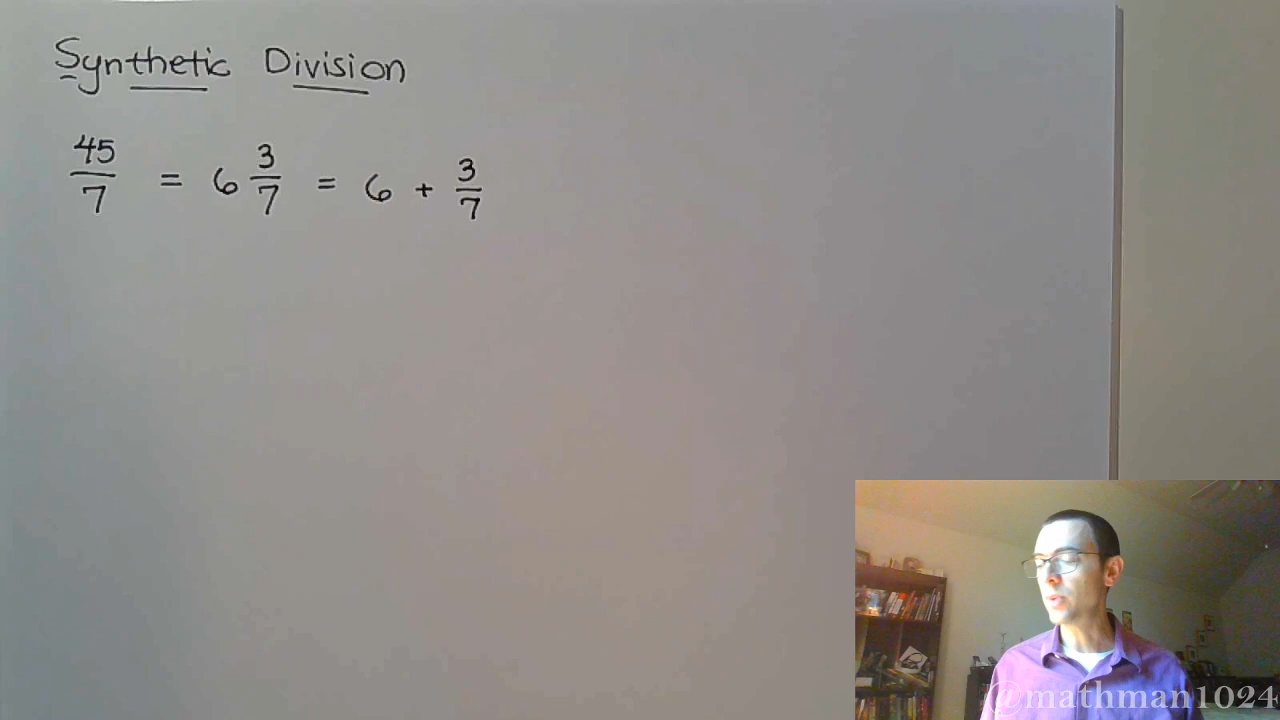 Synthetic Division
45/7 = 6 3/7 = 6 + 3/7
@mathman1024